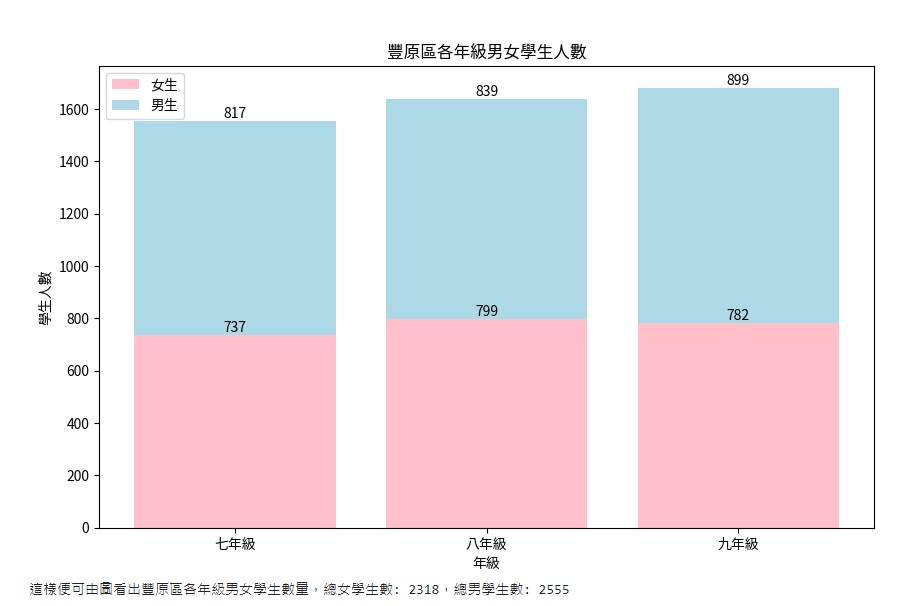 豐原區各年級男女學生人數
女生
男生
817
839
899
737
799
782
1600
1400
1200
1000
800
600
400
200
0
學生人數
七年級
八年級
九年級
年級
這樣便可由圖看出豐原區各年級男女學生數量，總女學生數: 2318，總男學生數: 2555